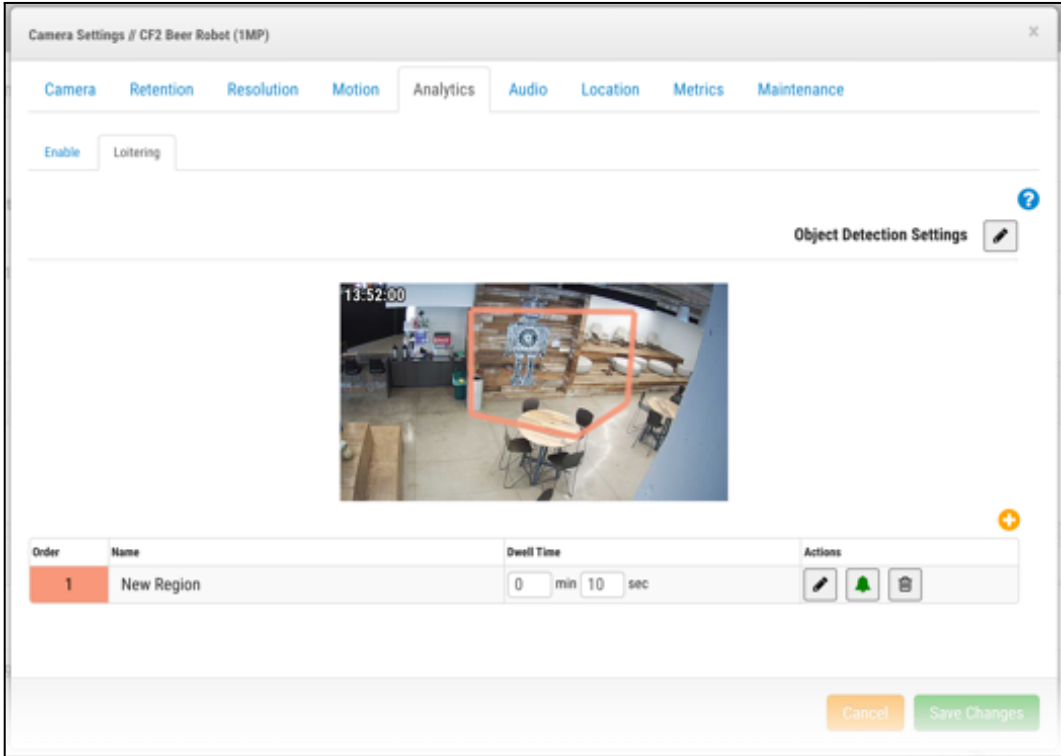 Camera Settings // CF2 Beer Robot (1MP)
×
Camera Retention Resolution Motion Analytics Audio Location Metrics Maintenance
Enable Loitering
?
Object Detection Settings
13:52:00
Order Name Dwell Time Actions
1 New Region 0 min 10 sec
Cancel Save Changes